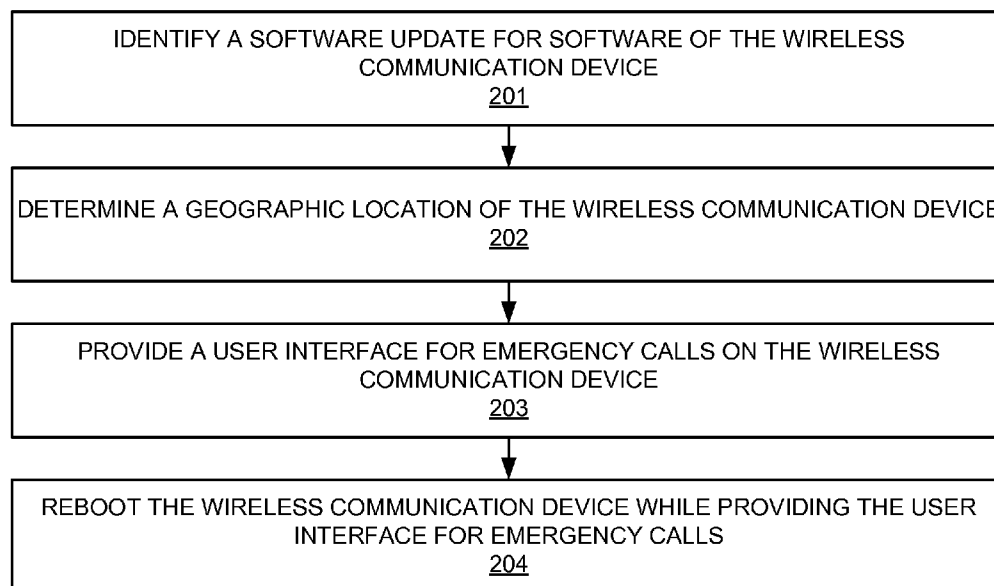 IDENTIFY A SOFTWARE UPDATE FOR SOFTWARE OF THE WIRELESS
COMMUNICATION DEVICE
201
DETERMINE A GEOGRAPHIC LOCATION OF THE WIRELESS COMMUNICATION DEVICE
202
PROVIDE A USER INTERFACE FOR EMERGENCY CALLS ON THE WIRELESS
COMMUNICATION DEVICE
203
REBOOT THE WIRELESS COMMUNICATION DEVICE WHILE PROVIDING THE USER
INTERFACE FOR EMERGENCY CALLS
204